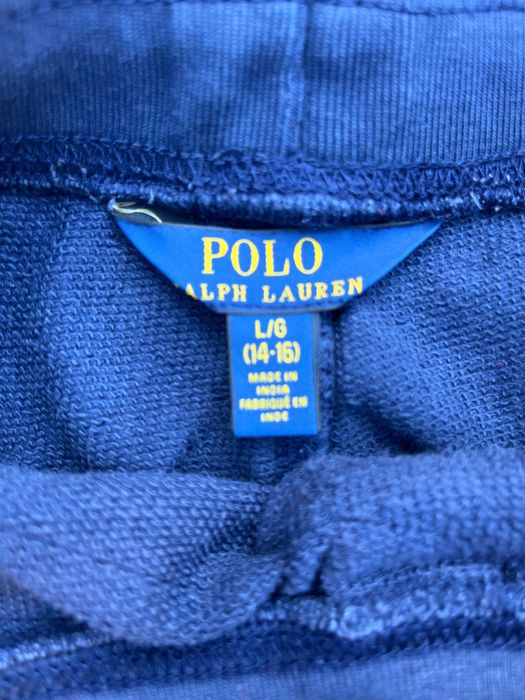 POLO
RALPH LAUREN
L/G
(14-16)
MADE IN
INDIA
FABRIQUÉ EN
INDE